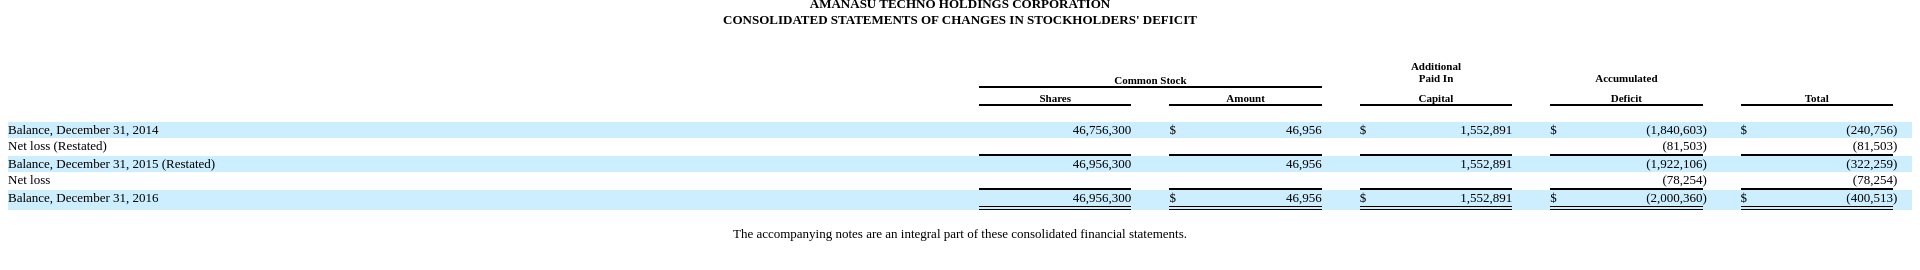 AMANASU TECHNO HOLDINGS CORPORATION
CONSOLIDATED STATEMENTS OF CHANGES IN STOCKHOLDERS' DEFICIT
Additional
Common Stock Paid In Accumulated
Shares Amount Capital Deficit Total
Balance, December 31, 2014 46,756,300 $ 46,956 $ 1,552,891 $ (1,840,603) $ (240,756)
Net loss (Restated) (81,503) (81,503)
Balance, December 31, 2015 (Restated) 46,956,300 46,956 1,552,891 (1,922,106) (322,259)
Net loss (78,254) (78,254)
Balance, December 31, 2016 46,956,300 $ 46,956 $ 1,552,891 $ (2,000,360) $ (400,513)
The accompanying notes are an integral part of these consolidated financial statements.